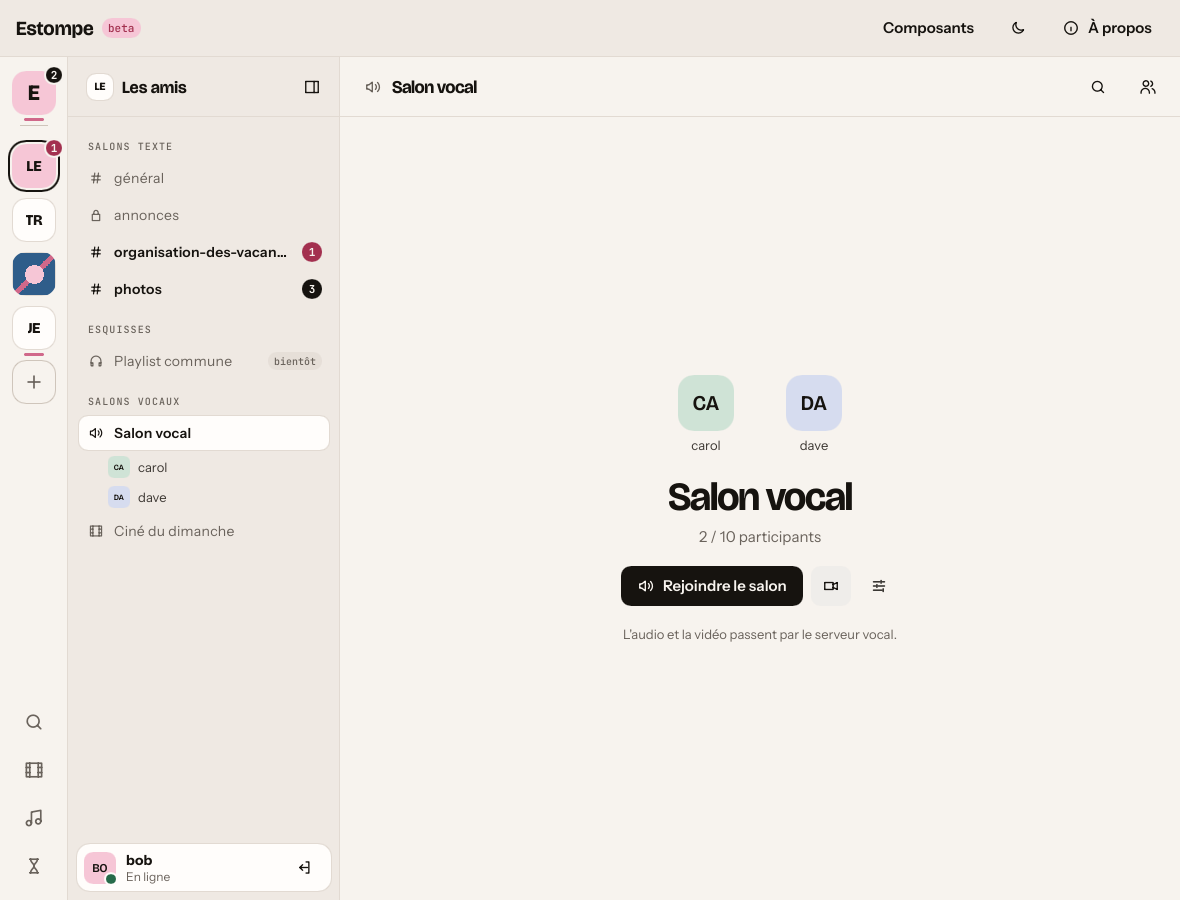 Estompe beta
Composants
À propos
E
2
LE
1
TR
JE
LE Les amis
SALONS TEXTE
# général
annonces
# organisation-des-vacan... 1
# photos 3
ESQUISSES
Playlist commune bientôt
SALONS VOCAUX
Salon vocal
CA carol
DA dave
Ciné du dimanche
BO bob
En ligne
Salon vocal
CA DA
carol dave
Salon vocal
2 / 10 participants
Rejoindre le salon
L'audio et la vidéo passent par le serveur vocal.